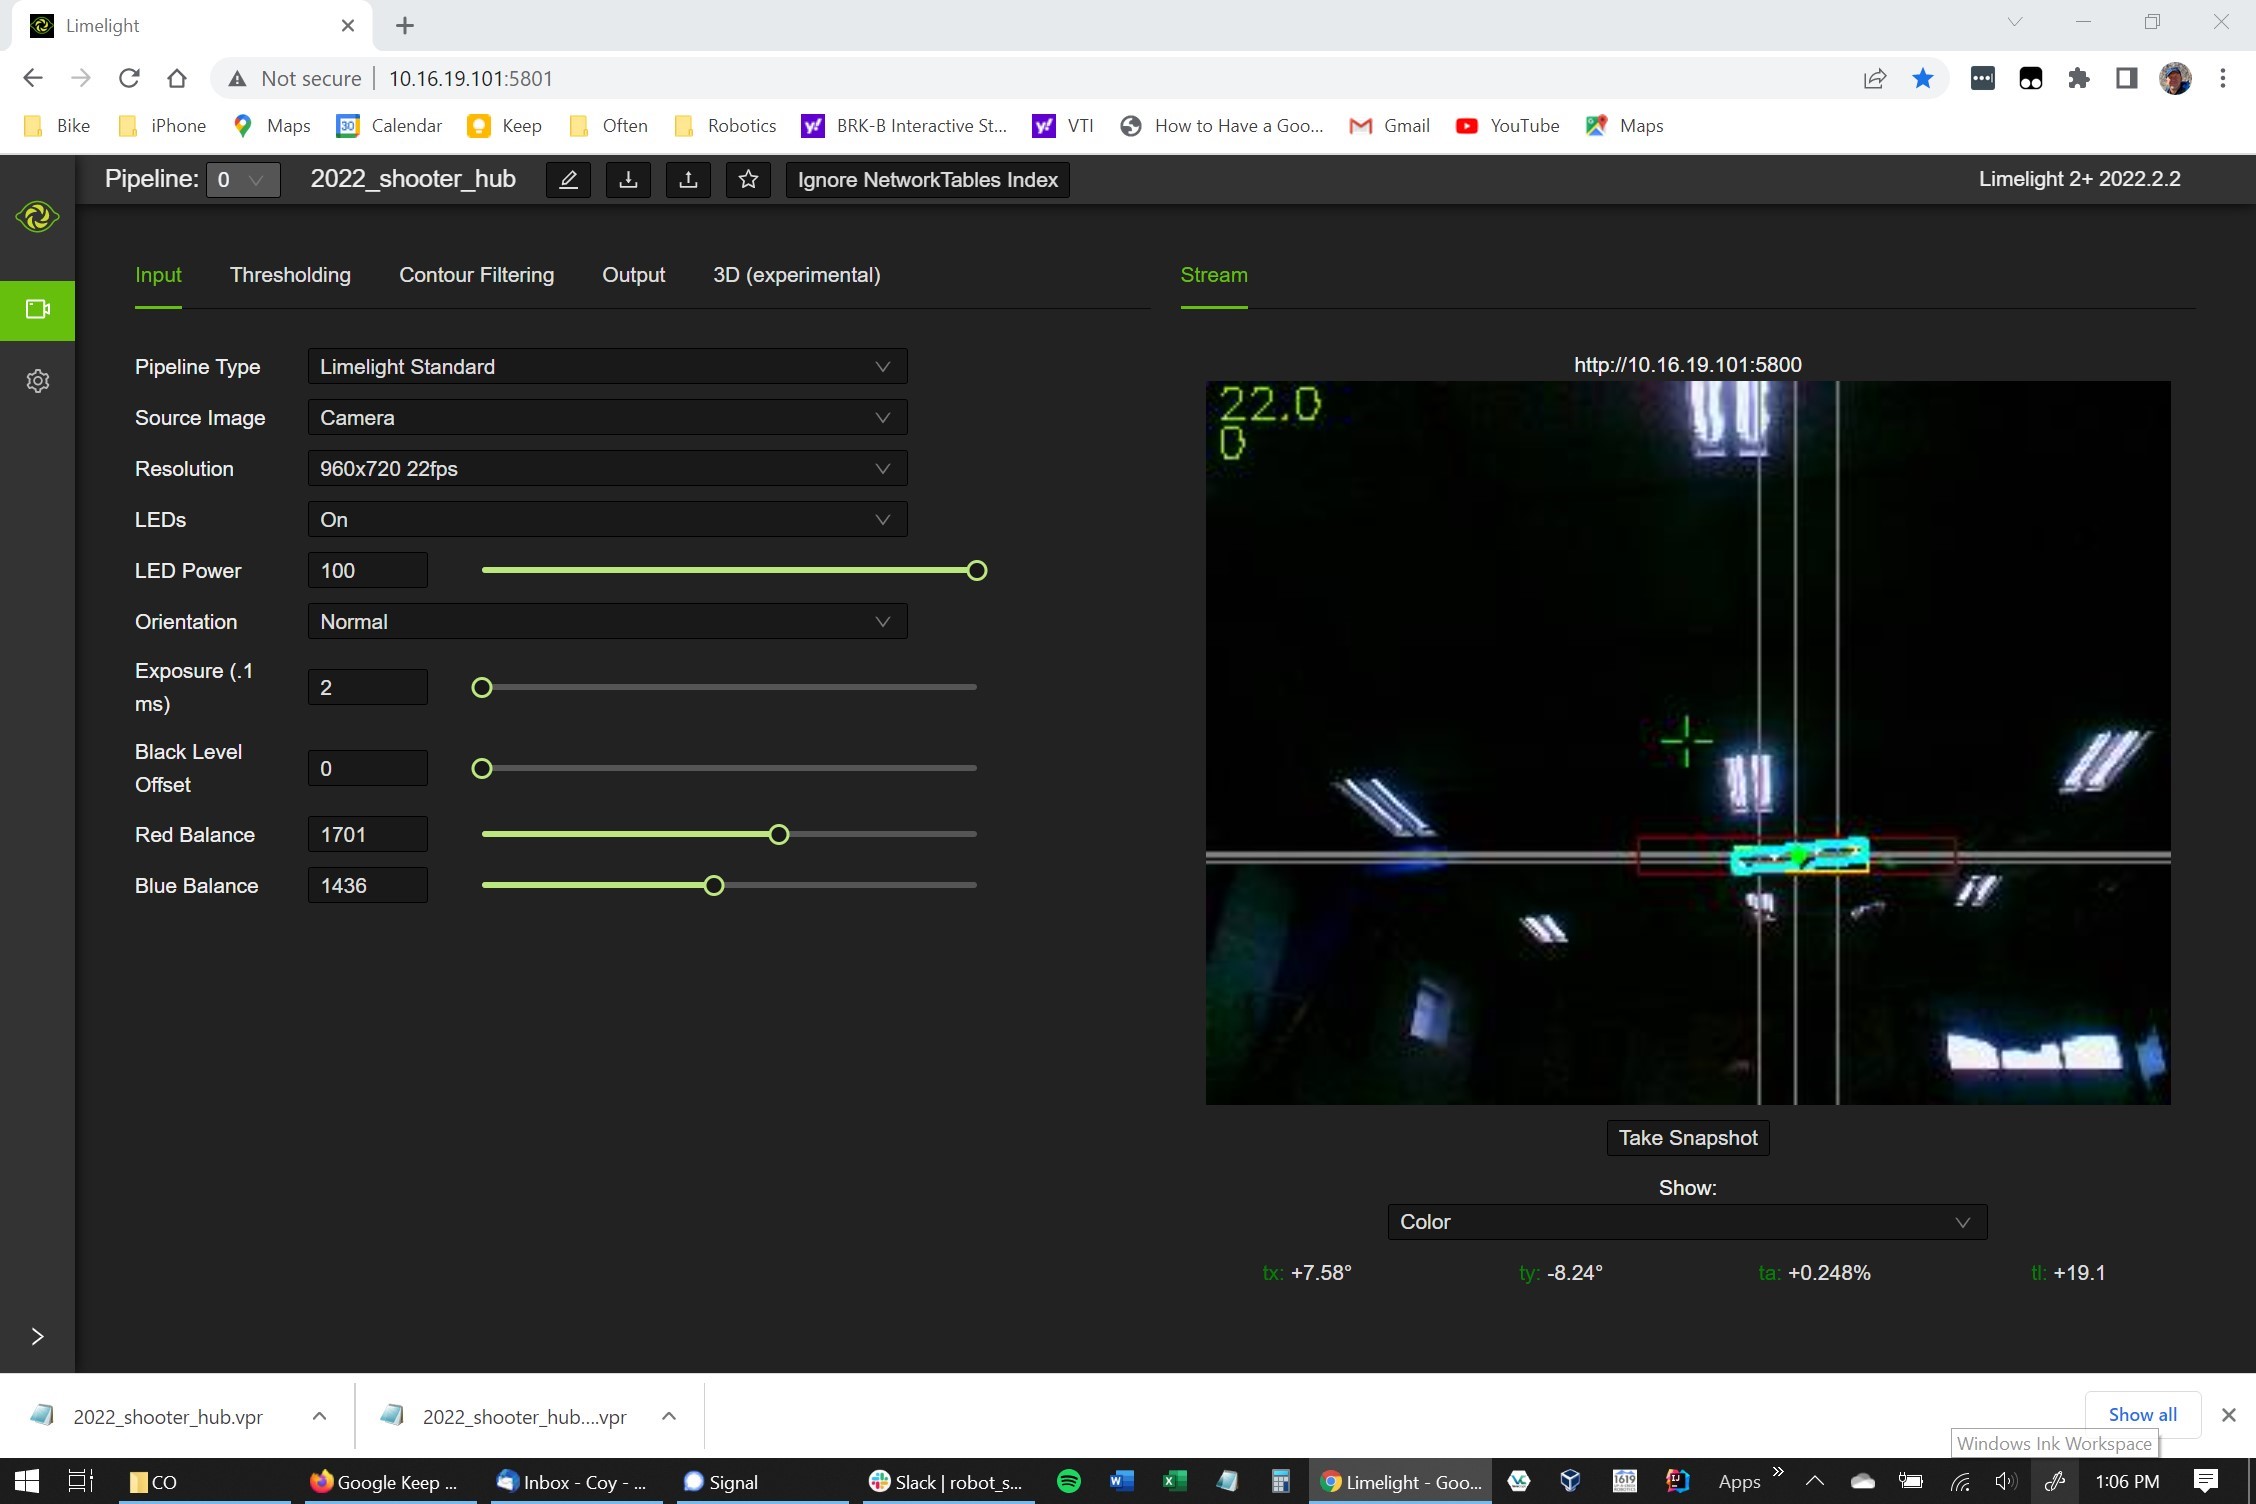 Limelight
Not secure 10.16.19.101:5801
Bike iPhone Maps Calendar Keep Often Robotics BRK-B Interactive St... VTI How to Have a Goo... Gmail YouTube Maps
Pipeline: 0 2022_shooter_hub Ignore NetworkTables Index Limelight 2+ 2022.2.2
Input Thresholding Contour Filtering Output 3D (experimental) Stream
Pipeline Type Limelight Standard
Source Image Camera
Resolution 960x720 22fps
LEDs On
LED Power 100
Orientation Normal
Exposure (.1
ms) 2
Black Level
Offset 0
Red Balance 1701
Blue Balance 1436
http://10.16.19.101:5800
22.0
0
Take Snapshot
Show:
Color
tx: +7.58° ty: -8.24° ta: +0.248% tl: +19.1
2022_shooter_hub.vpr 2022_shooter_hub....vpr Show all
Windows Ink Workspace
CO Google Keep ... Inbox - Coy - ... Signal Slack | robot_s... Limelight - Goo... 1619 Apps 1:06 PM